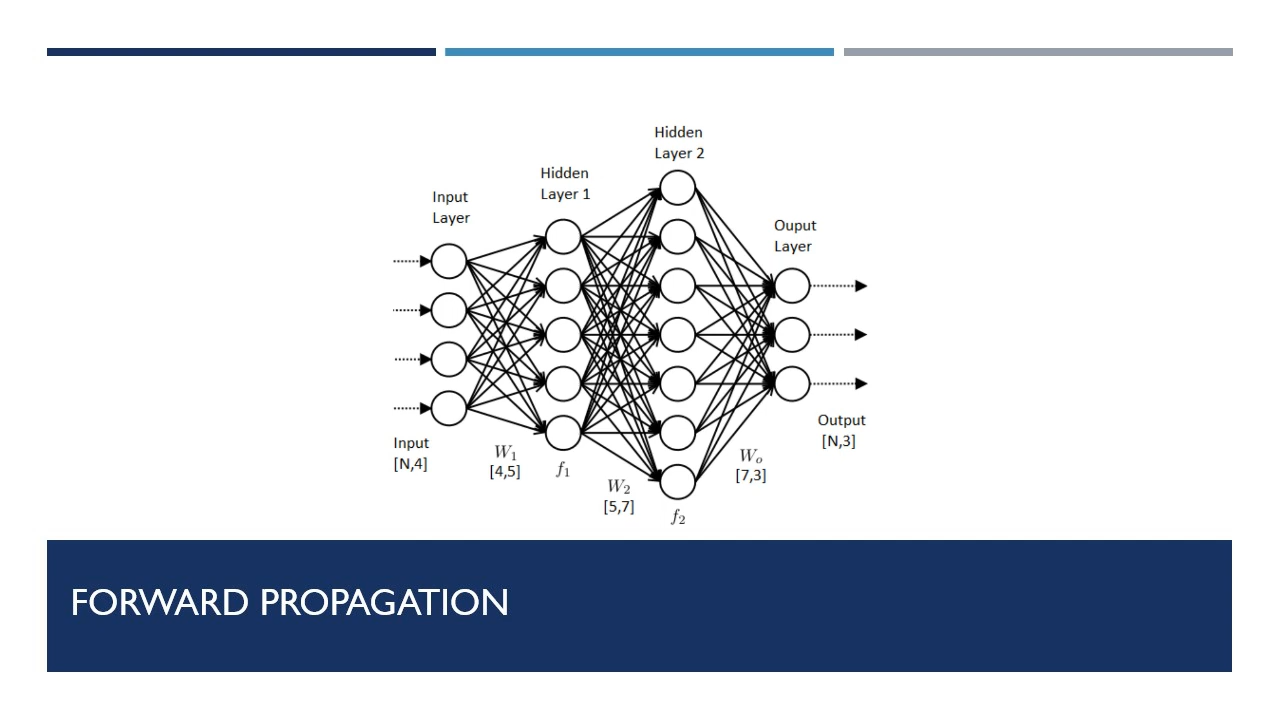 Hidden
Layer 2
Hidden
Layer 1
Input
Layer
Ouput
Layer
Input
[N,4]
W₁
[4,5]
f₁
W₂
[5,7]
f₂
Wₒ
[7,3]
Output
[N,3]
FORWARD PROPAGATION